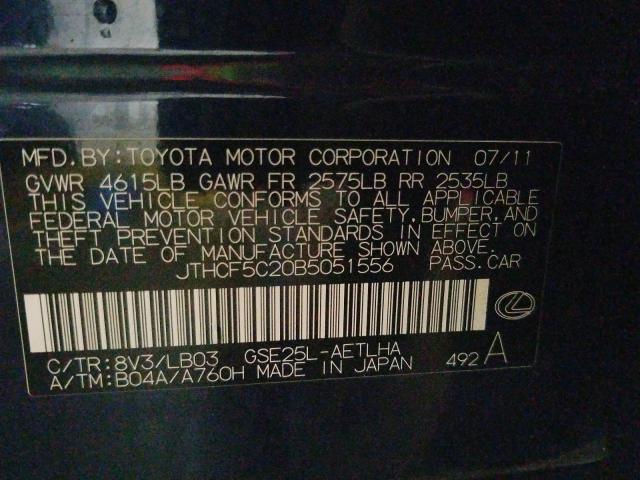 MFD.BY:TOYOTA MOTOR CORPORATION 07/11
GVWR 4615LB GAWR FR 2575LB RR 2535LB
THIS VEHICLE CONFORMS TO ALL APPLICABLE
FEDERAL MOTOR VEHICLE SAFETY,BUMPER,AND
THEFT PREVENTION STANDARDS IN EFFECT ON
THE DATE OF MANUFACTURE SHOWN ABOVE.
JTHCF5C20B5051556 PASS.CAR
C/TR:8V3/LB03 GSE25L-AETLHA
A/TM:B04A/A760H MADE IN JAPAN 492 A